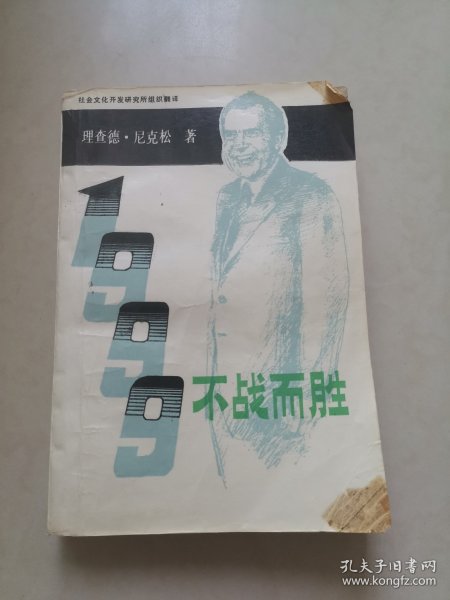 社会文化开发研究所组织翻译
理查德·尼克松 著
1999
不战而胜
孔夫子旧书网
www.kongfz.com